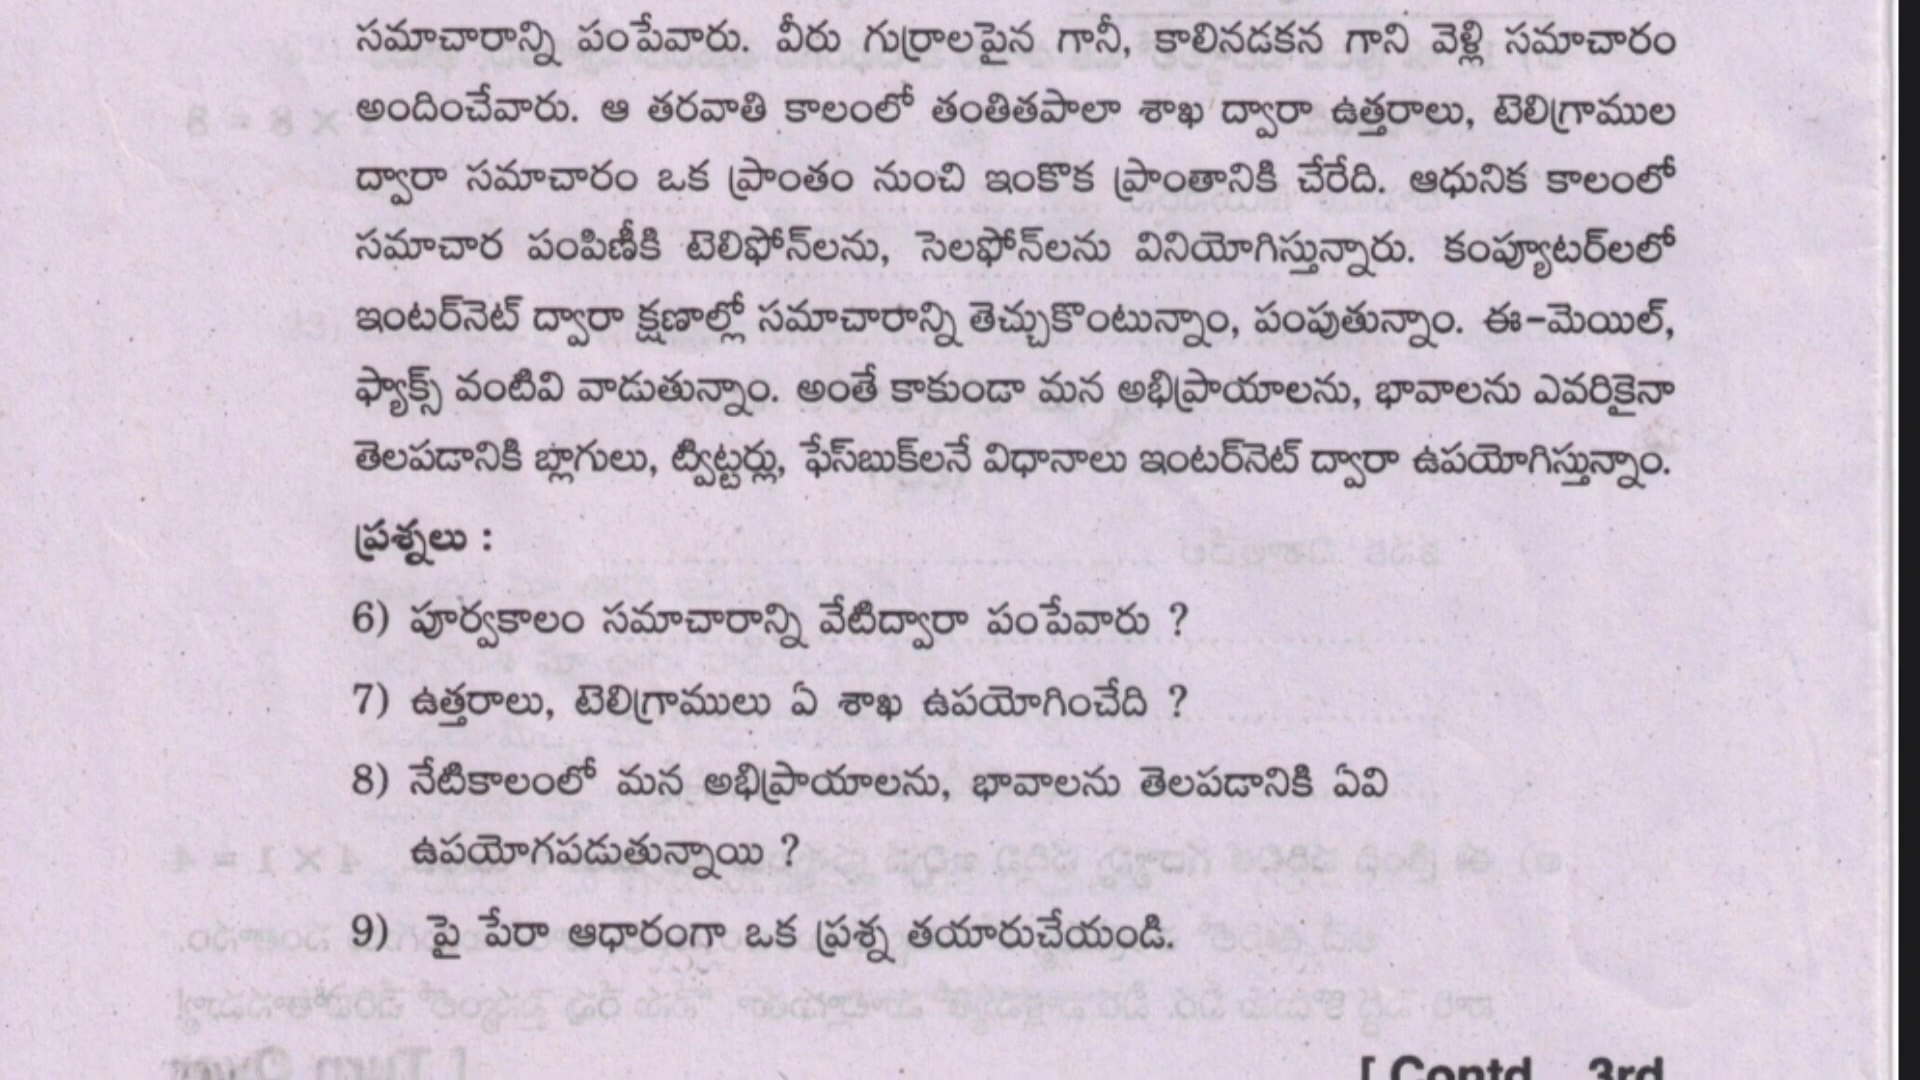 సమాచారాన్ని పంపేవారు. వీరు గుర్రాలపైన గానీ, కాలినడకన గాని వెళ్లి సమాచారం
అందించేవారు. ఆ తరవాతి కాలంలో తంతితపాలా శాఖ ద్వారా ఉత్తరాలు, టెలిగ్రాముల
ద్వారా సమాచారం ఒక ప్రాంతం నుంచి ఇంకొక ప్రాంతానికి చేరేది. ఆధునిక కాలంలో
సమాచార పంపిణీకి టెలిఫోన్‌లను, సెలఫోన్‌లను వినియోగిస్తున్నారు. కంప్యూటర్‌లలో
ఇంటర్‌నెట్ ద్వారా క్షణాల్లో సమాచారాన్ని తెచ్చుకొంటున్నాం, పంపుతున్నాం. ఈ-మెయిల్,
ఫ్యాక్స్ వంటివి వాడుతున్నాం. అంతే కాకుండా మన అభిప్రాయాలను, భావాలను ఎవరికైనా
తెలపడానికి బ్లాగులు, ట్విట్టర్లు, ఫేస్‌బుక్‌లనే విధానాలు ఇంటర్‌నెట్ ద్వారా ఉపయోగిస్తున్నాం.
ప్రశ్నలు :
6) పూర్వకాలం సమాచారాన్ని వేటిద్వారా పంపేవారు ?
7) ఉత్తరాలు, టెలిగ్రాములు ఏ శాఖ ఉపయోగించేది ?
8) నేటికాలంలో మన అభిప్రాయాలను, భావాలను తెలపడానికి ఏవి
ఉపయోగపడుతున్నాయి ?
9) పై పేరా ఆధారంగా ఒక ప్రశ్న తయారుచేయండి.
[ Contd... 3rd